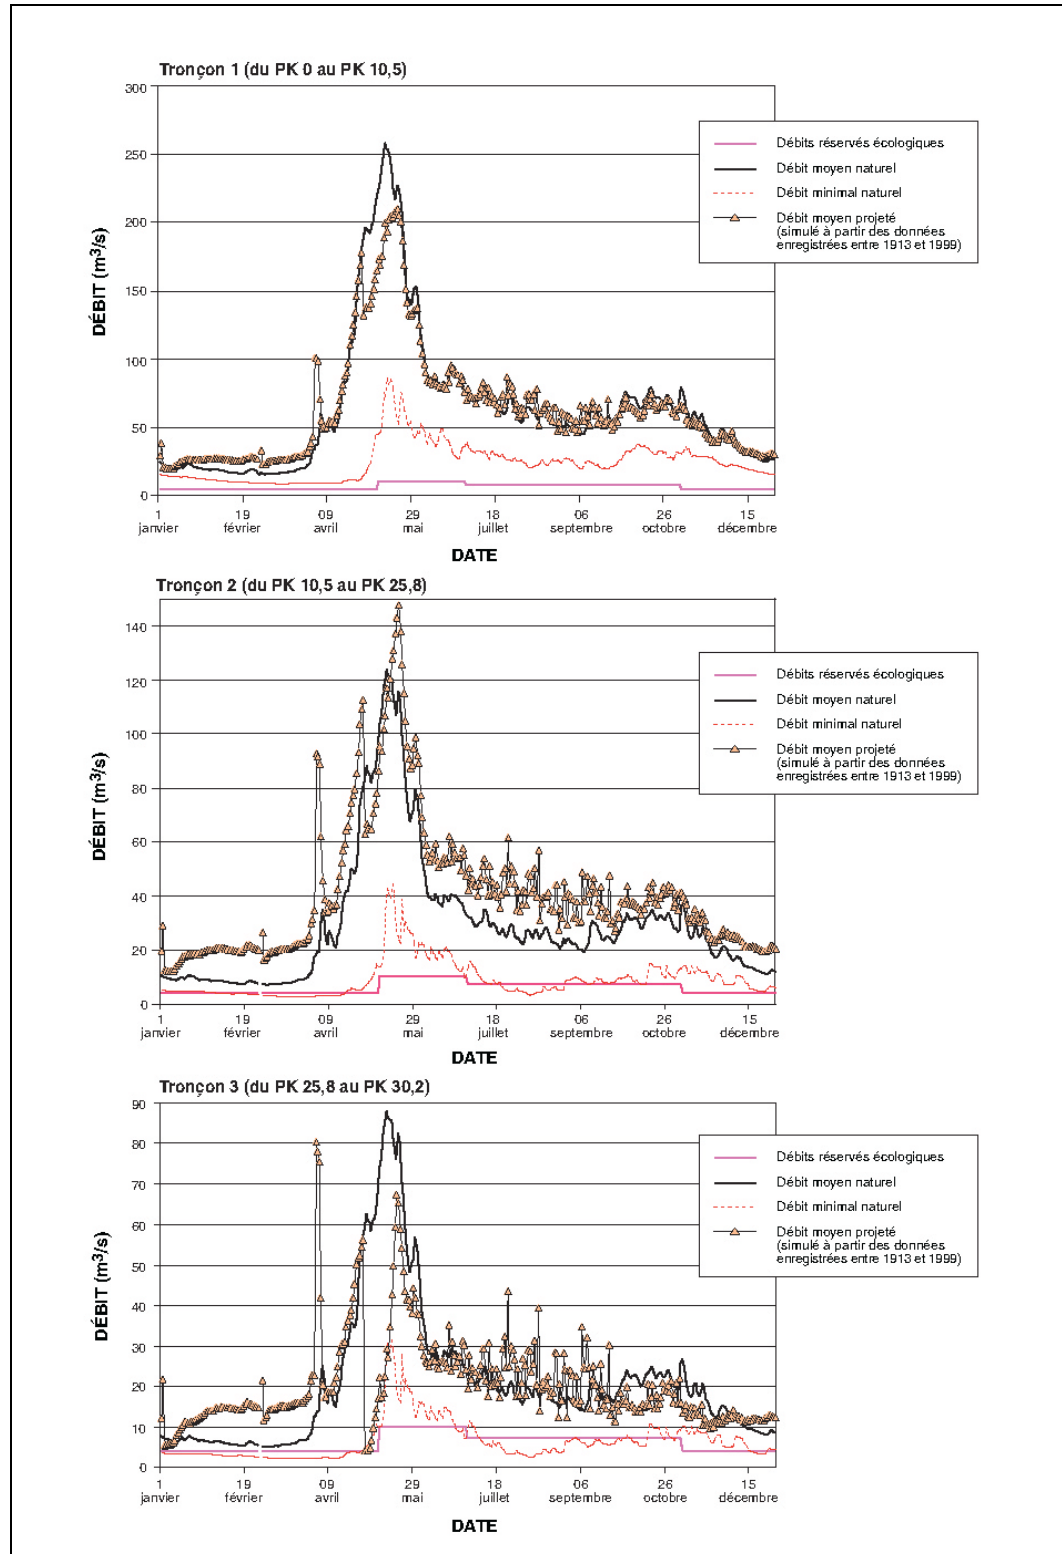 Tronçon 1 (du PK 0 au PK 10,5)
300
250
200
150
100
50
0
DÉBIT (m³/s)
1
janvier
19
février
09
avril
29
mai
18
juillet
06
septembre
26
octobre
15
décembre
DATE
Débits réservés écologiques
Débit moyen naturel
Débit minimal naturel
Débit moyen projeté
(simulé à partir des données
enregistrées entre 1913 et 1999)
Tronçon 2 (du PK 10,5 au PK 25,8)
140
120
100
80
60
40
20
0
DÉBIT (m³/s)
1
janvier
19
février
09
avril
29
mai
18
juillet
06
septembre
26
octobre
15
décembre
DATE
Débits réservés écologiques
Débit moyen naturel
Débit minimal naturel
Débit moyen projeté
(simulé à partir des données
enregistrées entre 1913 et 1999)
Tronçon 3 (du PK 25,8 au PK 30,2)
90
80
70
60
50
40
30
20
10
0
DÉBIT (m³/s)
1
janvier
19
février
09
avril
29
mai
18
juillet
06
septembre
26
octobre
15
décembre
DATE
Débits réservés écologiques
Débit moyen naturel
Débit minimal naturel
Débit moyen projeté
(simulé à partir des données
enregistrées entre 1913 et 1999)